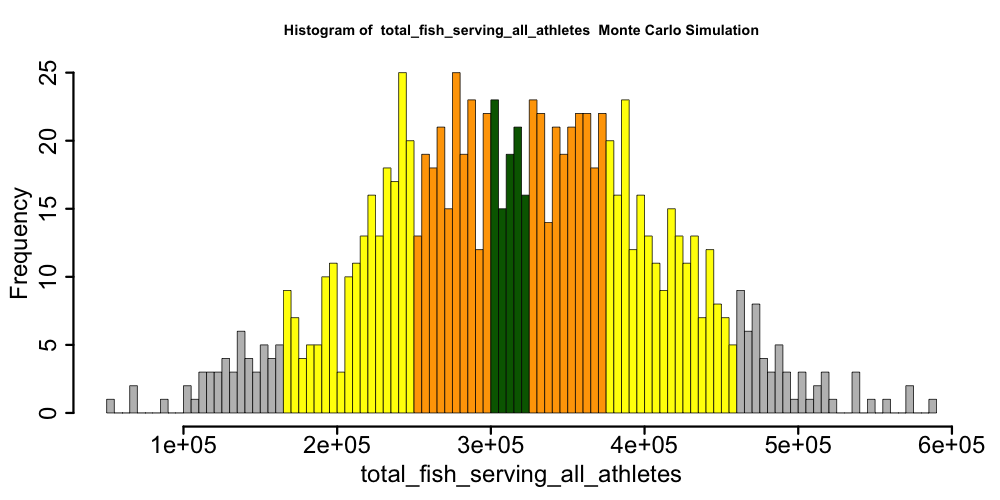 Histogram of total_fish_serving_all_athletes Monte Carlo Simulation
Frequency
25
20
15
10
5
0
1e+05 2e+05 3e+05 4e+05 5e+05 6e+05
total_fish_serving_all_athletes